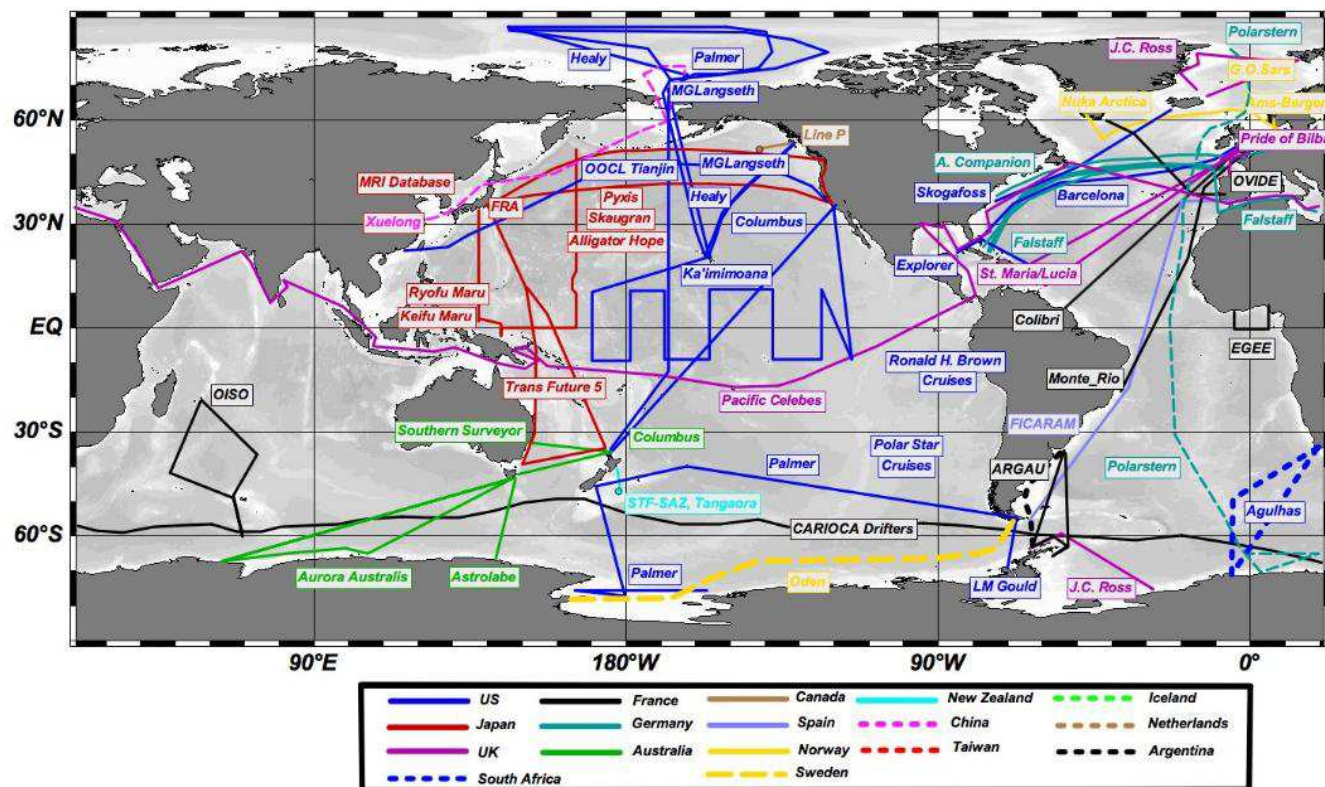 Polarstern
J.C. Ross
Healy
Palmer
G.O.Sars
MGLangseth
Nuka Arctica
Ams-Bergen
60°N
Line P
Pride of Bilba
OOCL Tianjin
MGLangseth
A. Companion
MRI Database
Skogafoss
Barcelona
OVIDE
FRA
Pyxis
Healy
Xuelong
Skaugran
Columbus
Falstaff
30°N
Alligator Hope
Falstaff
Explorer
St. Maria/Lucia
Ka'imimoana
Ryofu Maru
Keifu Maru
Colibri
EQ
EGEE
Ronald H. Brown
Cruises
Monte_Rio
OISO
Trans Future 5
Pacific Celebes
FICARAM
30°S
Southern Surveyor
Columbus
Polar Star
Cruises
Palmer
ARGAU
Polarstern
STF-SAZ, Tangaora
Agulhas
CARIOCA Drifters
60°S
Aurora Australis
Astrolabe
Palmer
Oden
LM Gould
J.C. Ross
90°E
180°W
90°W
0°
US
France
Canada
New Zealand
Iceland
Japan
Germany
Spain
China
Netherlands
UK
Australia
Norway
Taiwan
Argentina
South Africa
Sweden